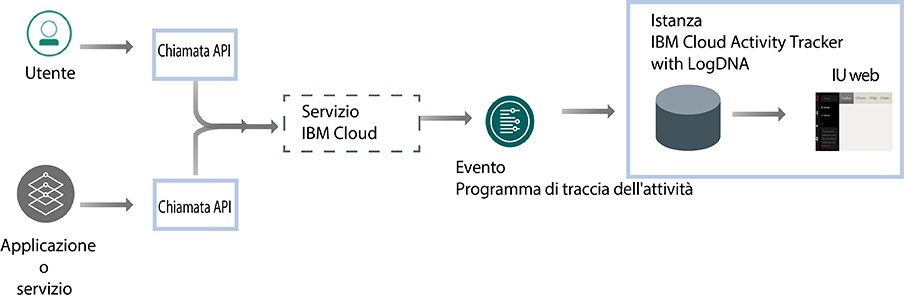 Utente
Chiamata API
Applicazione
o
servizio
Chiamata API
Servizio
IBM Cloud
Evento
Programma di traccia dell'attività
Istanza
IBM Cloud Activity Tracker
with LogDNA
IU web